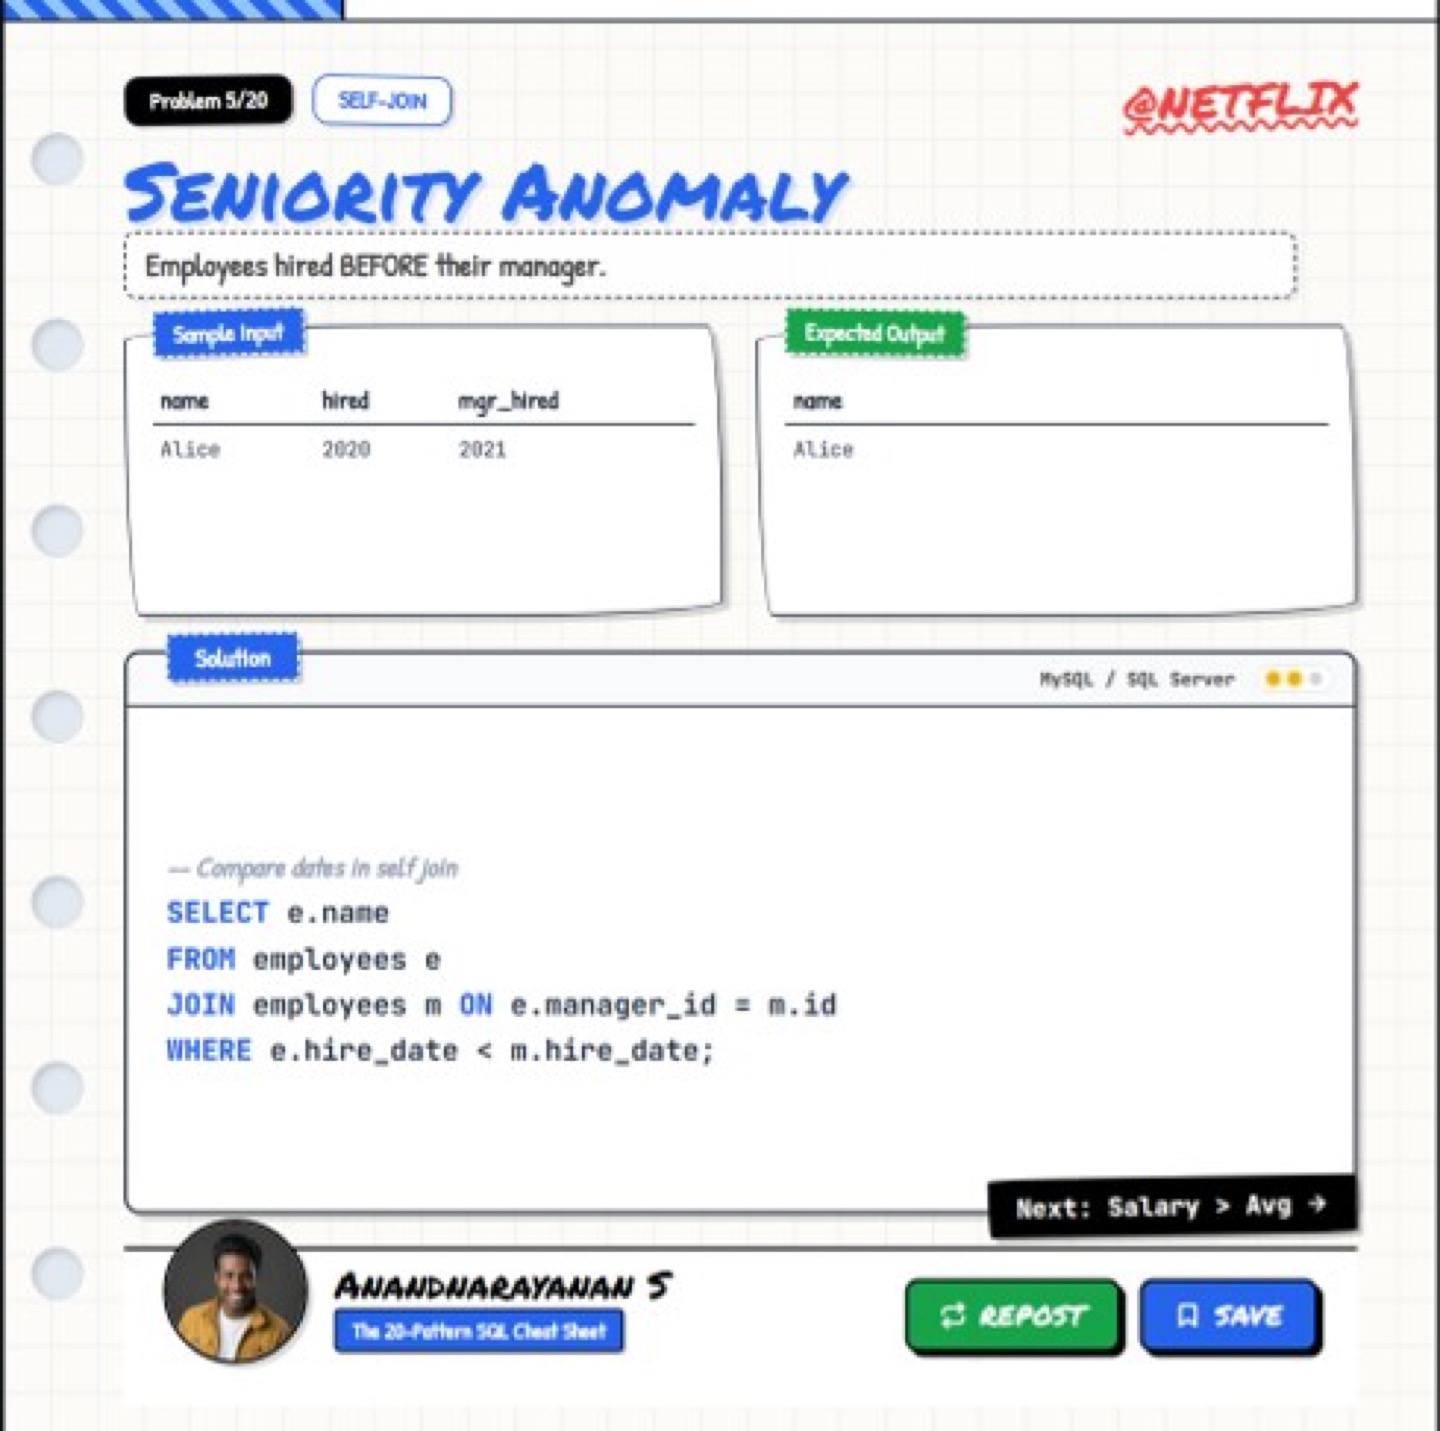 Problem 5/20
SELF-JOIN
@NETFLIX
SENIORITY ANOMALY
Employees hired BEFORE their manager.
Sample Input
name hired mgr_hired
Alice 2020 2021
Expected Output
name
Alice
Solution
MySQL / SQL Server
-- Compare dates in self join
SELECT e.name
FROM employees e
JOIN employees m ON e.manager_id = m.id
WHERE e.hire_date < m.hire_date;
Next: Salary > Avg →
ANANDNARAYANAN S
The 20-Pattern SQL Cheat Sheet
REPOST
SAVE